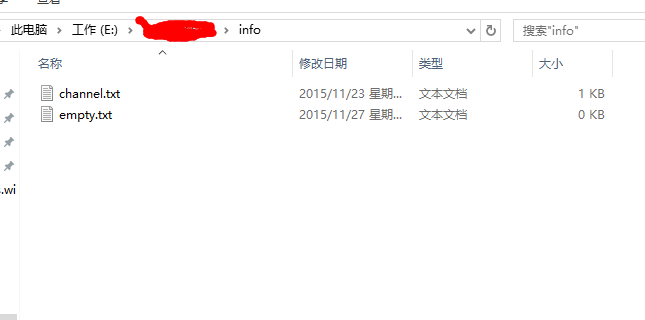 此电脑 › 工作 (E:) › › info 搜索"info"
名称 修改日期 类型 大小
channel.txt 2015/11/23 星期... 文本文档 1 KB
empty.txt 2015/11/27 星期... 文本文档 0 KB
s.wi